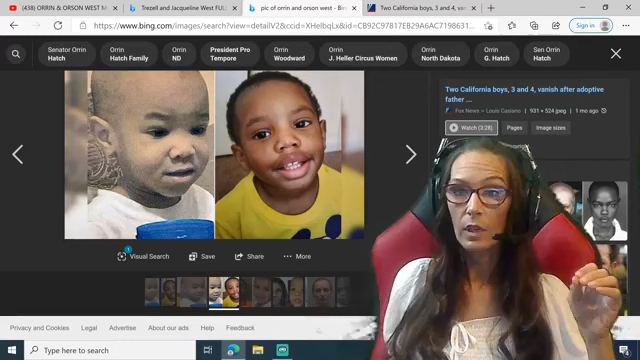 (438) ORRIN & ORSON WEST M
Trezell and Jacqueline West FUL
pic of orrin and orson west - bing
Two California boys, 3 and 4, vanis
https://www.bing.com/images/search?view=detailV2&ccid=XHeIbqLx&id=CB92C97817EB29A6AC7198631...
Sign in
Senator Orrin Hatch
Orrin Hatch Family
Orrin ND
President Pro Tempore
Orrin Woodward
Orrin J. Heller Circus Women
Orrin North Dakota
Orrin G. Hatch
Sen Orrin Hatch
Two California boys, 3 and 4, vanish after adoptive
father ...
Fox News – Louis Casiano | 931 × 524 jpeg | 1 mo ago
Watch (3:28)
Pages
Image sizes
1
Visual Search
Save
Share
More
Privacy and Cookies
Legal
Advertise
About our ads
Help
Feedback
Type here to search